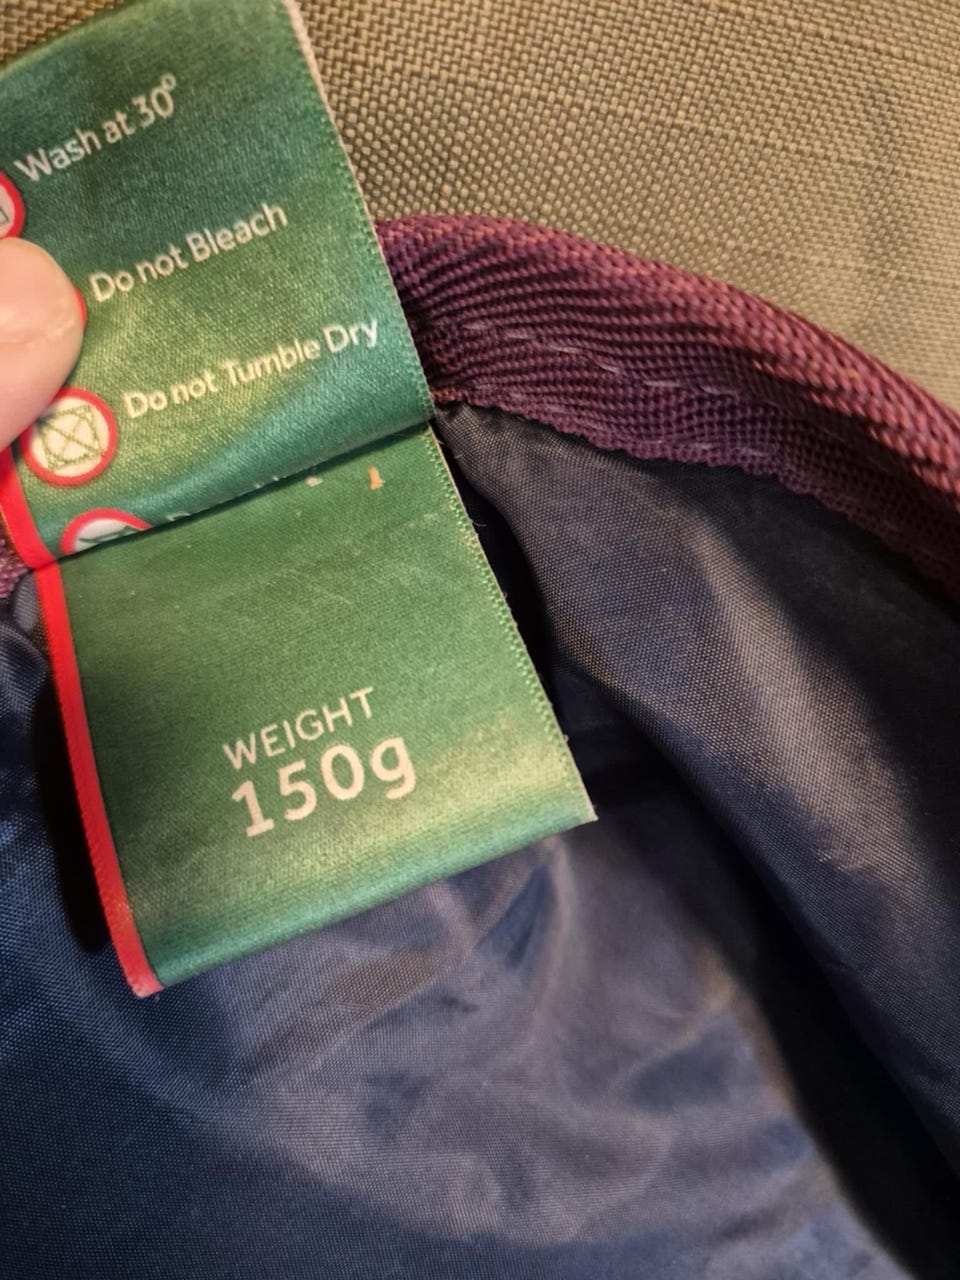 Wash at 30°
Do not Bleach
Do not Tumble Dry
WEIGHT
150g